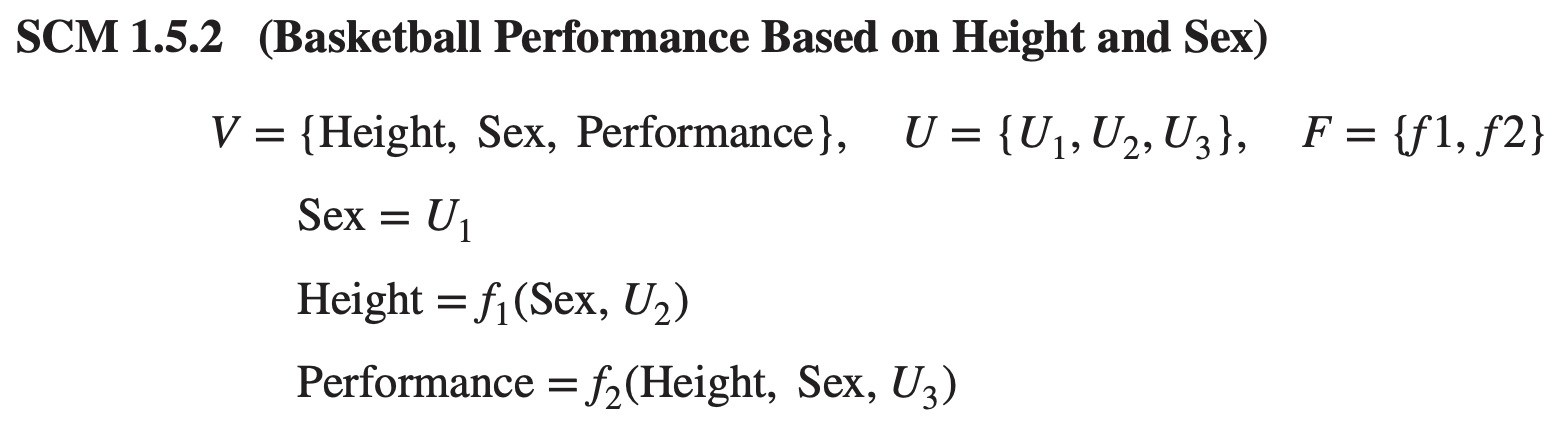 SCM 1.5.2 (Basketball Performance Based on Height and Sex)
V = {Height, Sex, Performance}, U = {U₁, U₂, U₃}, F = {f1, f2}
Sex = U₁
Height = f₁(Sex, U₂)
Performance = f₂(Height, Sex, U₃)